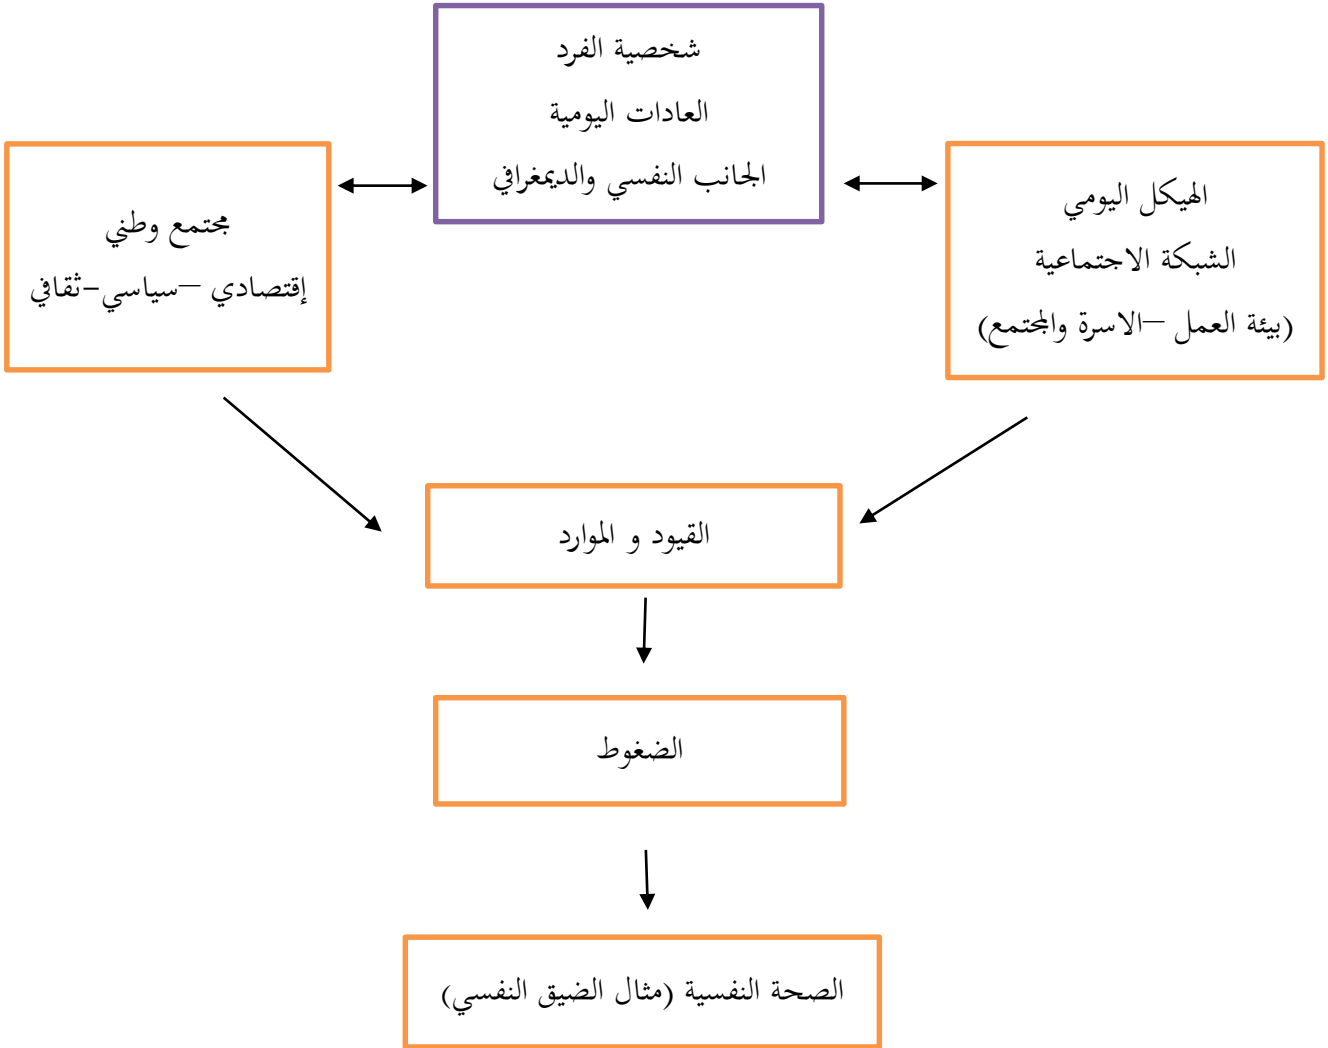 شخصية الفرد
العادات اليومية
الجانب النفسي والديمغرافي
الهيكل اليومي
الشبكة الاجتماعية
(بيئة العمل –الاسرة والمجتمع)
مجتمع وطني
إقتصادي –سياسي-ثقافي
القيود و الموارد
الضغوط
الصحة النفسية (مثال الضيق النفسي)